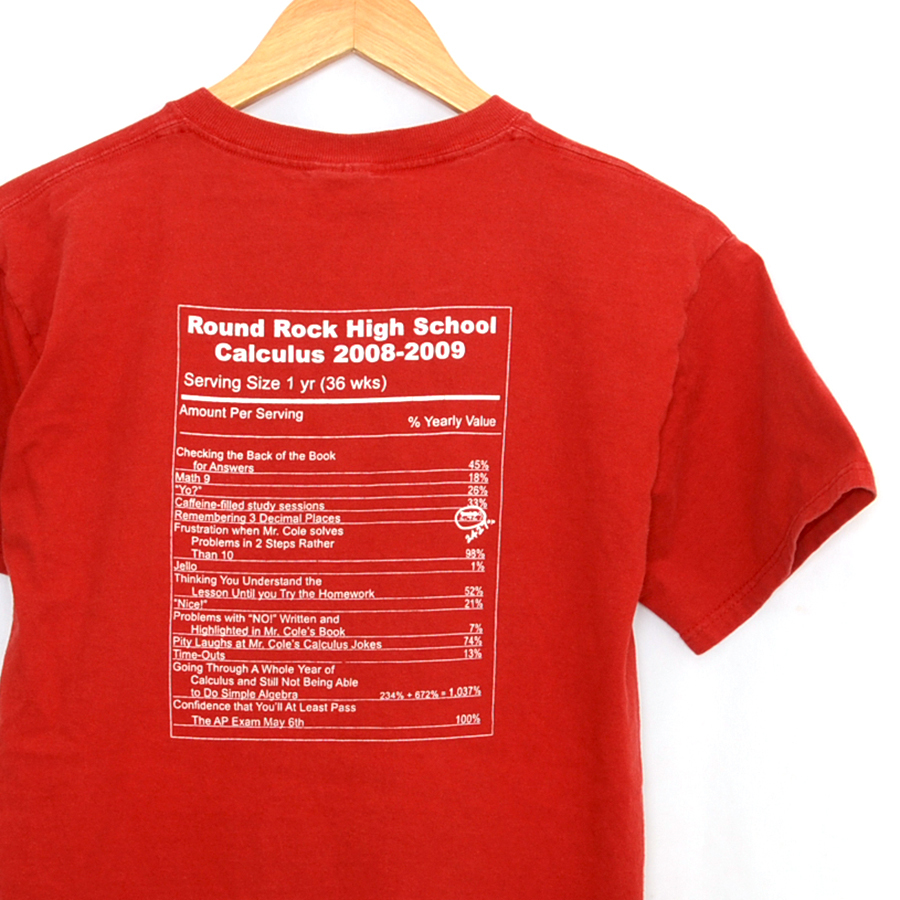 Round Rock High School
Calculus 2008-2009
Serving Size 1 yr (36 wks)
Amount Per Serving
% Yearly Value
Checking the Back of the Book
for Answers 45%
Math 9 18%
"Yo?" 26%
Caffeine-filled study sessions 33%
Remembering 3 Decimal Places
Frustration when Mr. Cole solves
Problems in 2 Steps Rather
Than 10 98%
Jello 1%
Thinking You Understand the
Lesson Until you Try the Homework 52%
"Nice!" 21%
Problems with "NO!" Written and
Highlighted in Mr. Cole's Book 7%
Pity Laughs at Mr. Cole's Calculus Jokes 74%
Time-Outs 13%
Going Through A Whole Year of
Calculus and Still Not Being Able
to Do Simple Algebra 234% + 672% = 1,037%
Confidence that You'll At Least Pass
The AP Exam May 6th 100%